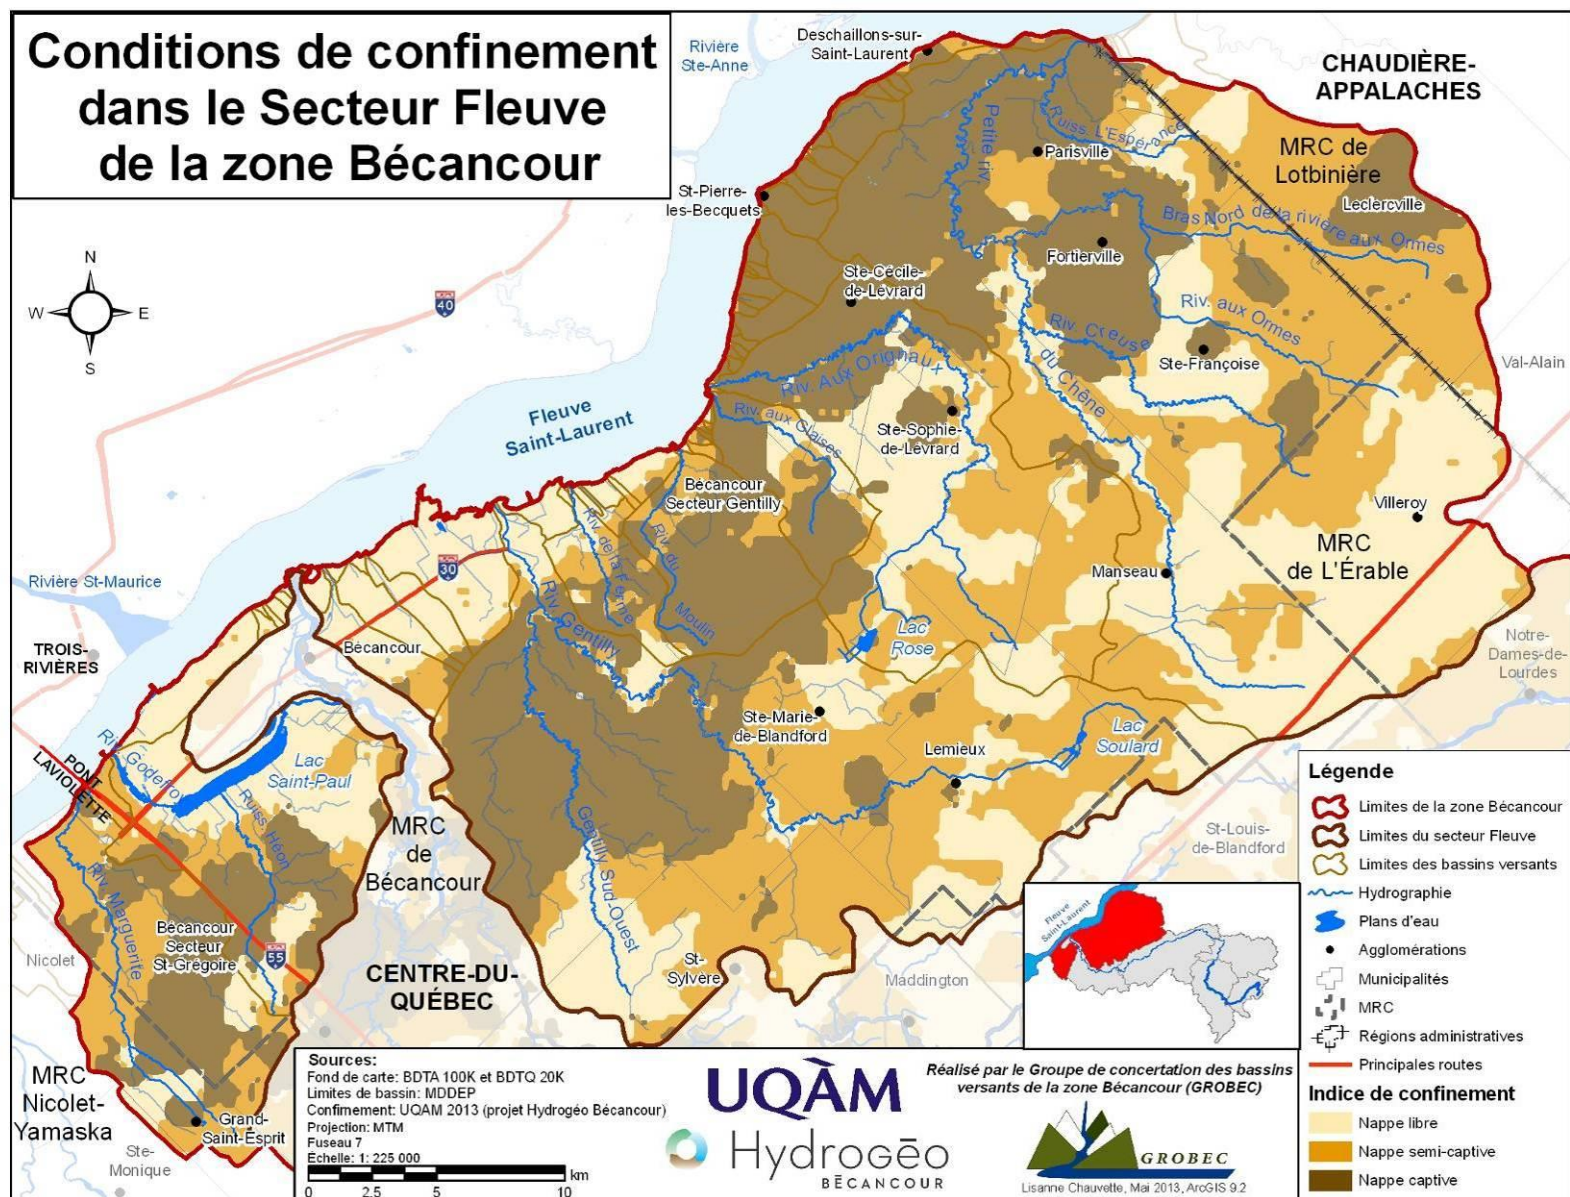 Conditions de confinement
dans le Secteur Fleuve
de la zone Bécancour
Rivière
Ste-Anne
Deschaillons-sur-
Saint-Laurent
CHAUDIÈRE-
APPALACHES
Petite riv.
Ruiss. L'Espérance
Parisville
MRC de
Lotbinière
Leclercville
St-Pierre-
les-Becquets
Bras Nord de la rivière aux Ormes
Fortierville
Ste-Cécile-
de-Lévrard
N
W
E
S
40
Riv. aux Ormes
Riv. Creuse
du Chêne
Ste-Françoise
Val-Alain
Riv. Aux Orignaux
Fleuve
Saint-Laurent
Riv. aux Glaises
Ste-Sophie-
de-Lévrard
Bécancour
Secteur Gentilly
Villeroy
MRC
de L'Érable
Riv. de la Ferme
Riv. du
Moulin
30
Manseau
Rivière St-Maurice
Riv. Gentilly
Lac
Rose
TROIS-
RIVIÈRES
Bécancour
Notre-
Dames-de-
Lourdes
Ste-Marie-
de-Blandford
Lac
Soulard
Lemieux
Riv. Godefroy
PONT
LAVIOLETTE
Lac
Saint-Paul
Ruiss. Héon
MRC
de
Bécancour
Gentilly Sud-Ouest
St-Louis-
de-Blandford
Riv. Marguerite
Bécancour
Secteur
St-Grégoire
55
Nicolet
CENTRE-DU-
QUÉBEC
St-
Sylvère
Maddington
MRC
Nicolet-
Yamaska
Grand-
Saint-Esprit
Ste-
Monique
Fleuve
Saint-Laurent
Légende
Limites de la zone Bécancour
Limites du secteur Fleuve
Limites des bassins versants
Hydrographie
Plans d'eau
Agglomérations
Municipalités
MRC
Régions administratives
Principales routes
Indice de confinement
Nappe libre
Nappe semi-captive
Nappe captive
Sources:
Fond de carte: BDTA 100K et BDTQ 20K
Limites de bassin: MDDEP
Confinement: UQAM 2013 (projet Hydrogéo Bécancour)
Projection: MTM
Fuseau 7
Échelle: 1: 225 000
km
0 2.5 5 10
UQÀM
Hydrogēo
BÉCANCOUR
Réalisé par le Groupe de concertation des bassins
versants de la zone Bécancour (GROBEC)
GROBEC
Lisanne Chauvette, Mai 2013, ArcGIS 9.2